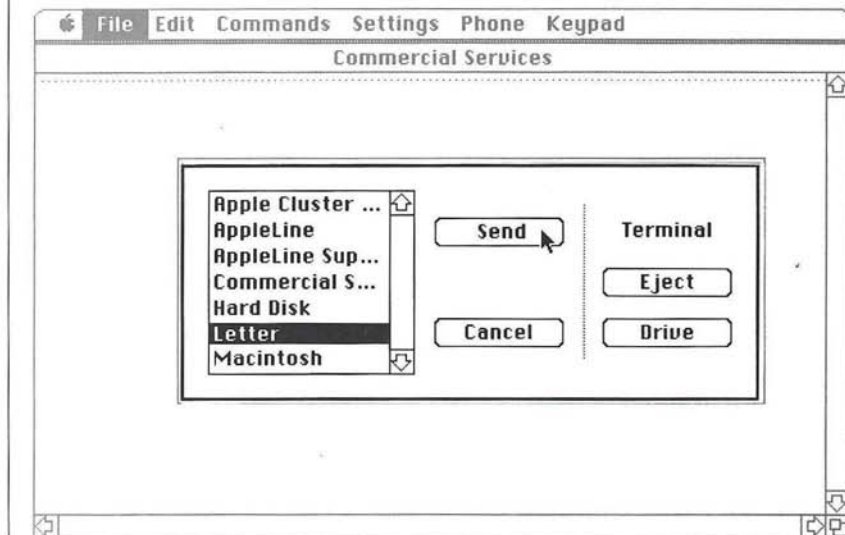 File Edit Commands Settings Phone Keypad
Commercial Services
Apple Cluster ...
AppleLine
AppleLine Sup...
Commercial S...
Hard Disk
Letter
Macintosh
Send
Cancel
Terminal
Eject
Drive